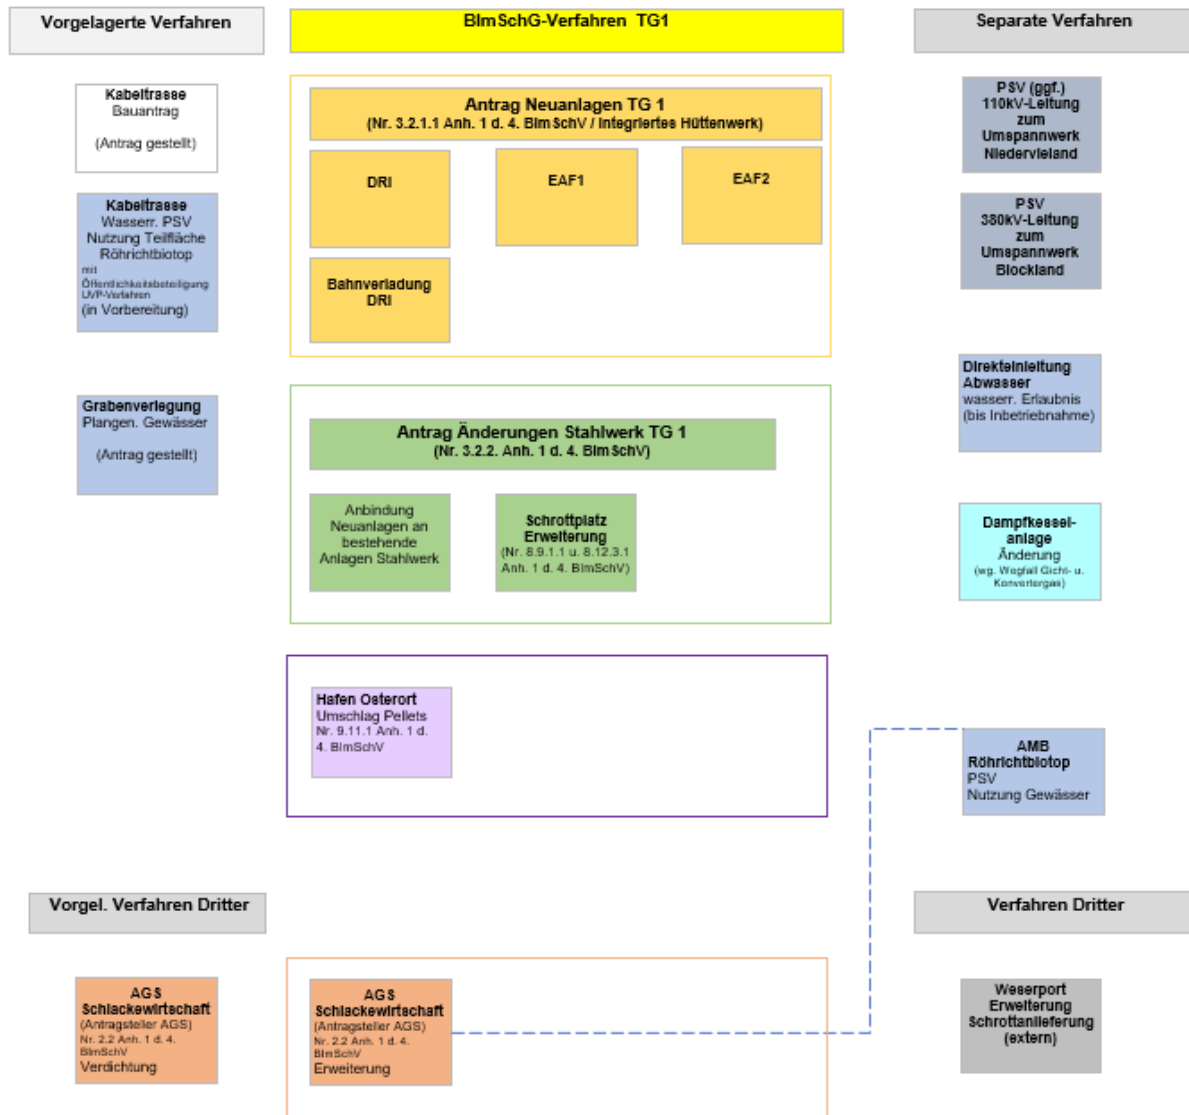 Vorgelagerte Verfahren
BImSchG-Verfahren TG1
Separate Verfahren
Kabeltrasse
Bauantrag
(Antrag gestellt)
Kabeltrasse
Wasserr. PSV
Nutzung Teilfläche
Röhrichtbiotop
mit
Öffentlichkeitsbeteiligung
UVP-Verfahren
(in Vorbereitung)
Grabenverlegung
Plangen. Gewässer
(Antrag gestellt)
Antrag Neuanlagen TG 1
(Nr. 3.2.1.1 Anh. 1 d. 4. BImSchV / Integriertes Hüttenwerk)
DRI
EAF1
EAF2
Bahnverladung
DRI
Antrag Änderungen Stahlwerk TG 1
(Nr. 3.2.2. Anh. 1 d. 4. BImSchV)
Anbindung
Neuanlagen an
bestehende
Anlagen Stahlwerk
Schrottplatz
Erweiterung
(Nr. 8.9.1.1 u. 8.12.3.1
Anh. 1 d. 4. BImSchV)
Hafen Osterort
Umschlag Pellets
Nr. 9.11.1 Anh. 1 d.
4. BImSchV
PSV (ggf.)
110kV-Leitung
zum
Umspannwerk
Niedervieland
PSV
380kV-Leitung
zum
Umspannwerk
Blockland
Direkteinleitung
Abwasser
wasserr. Erlaubnis
(bis Inbetriebnahme)
Dampfkessel-
anlage
Änderung
(wg. Wegfall Gicht- u.
Konvertergas)
AMB
Röhrichtbiotop
PSV
Nutzung Gewässer
Vorgel. Verfahren Dritter
Verfahren Dritter
AGS
Schlackewirtschaft
(Antragsteller AGS)
Nr. 2.2 Anh. 1 d. 4.
BImSchV
Verdichtung
AGS
Schlackewirtschaft
(Antragsteller AGS)
Nr. 2.2 Anh. 1 d. 4.
BImSchV
Erweiterung
Weserport
Erweiterung
Schrottanlieferung
(extern)